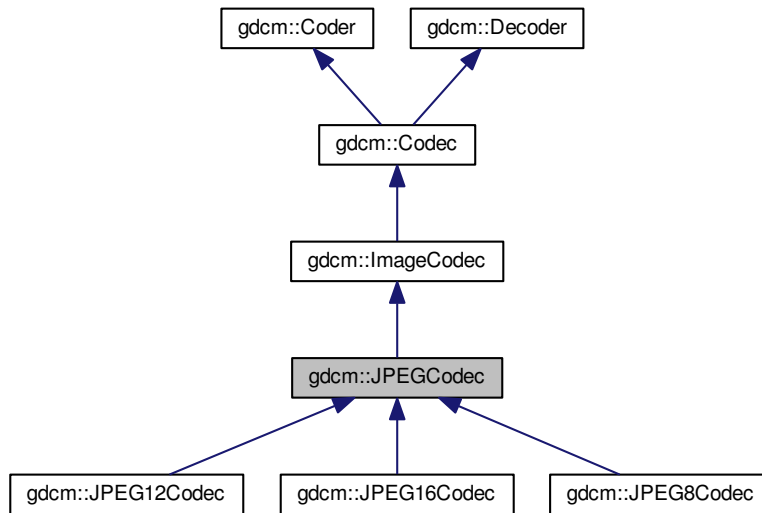 gdcm::Coder
gdcm::Decoder
gdcm::Codec
gdcm::ImageCodec
gdcm::JPEGCodec
gdcm::JPEG12Codec
gdcm::JPEG16Codec
gdcm::JPEG8Codec